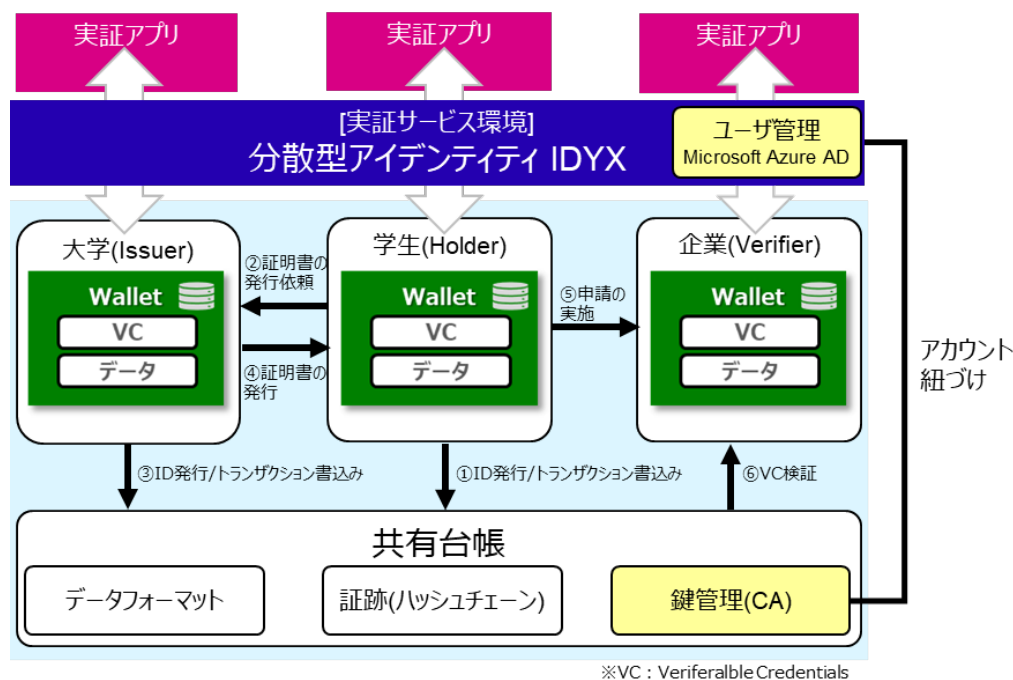 実証アプリ
実証アプリ
実証アプリ
[実証サービス環境]
分散型アイデンティティ IDYX
ユーザ管理
Microsoft Azure AD
大学(Issuer)
Wallet
VC
データ
②証明書の
発行依頼
④証明書の
発行
学生(Holder)
Wallet
VC
データ
⑤申請の
実施
企業(Verifier)
Wallet
VC
データ
アカウント
紐づけ
③ID発行/トランザクション書込み
①ID発行/トランザクション書込み
⑥VC検証
共有台帳
データフォーマット
証跡(ハッシュチェーン)
鍵管理(CA)
※VC：Veriferalble Credentials